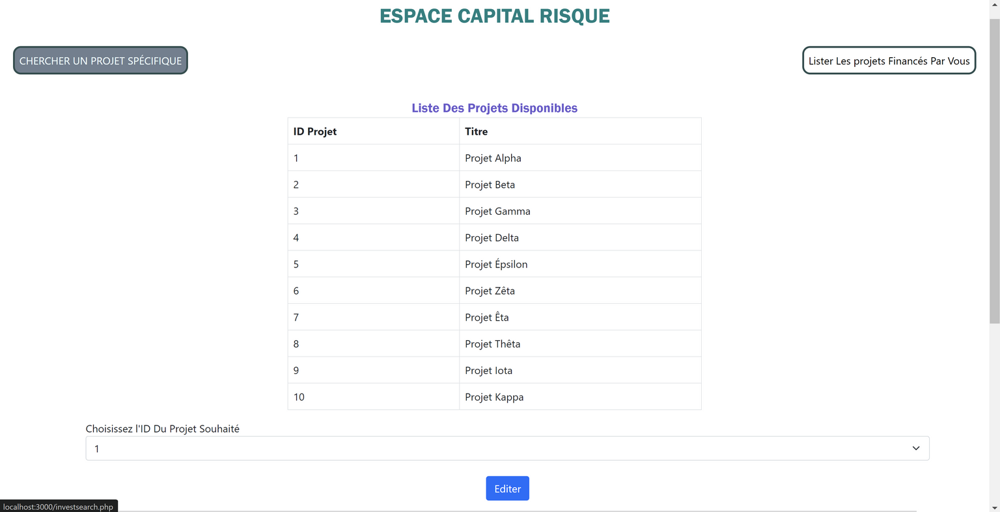 ESPACE CAPITAL RISQUE
CHERCHER UN PROJET SPÉCIFIQUE
Lister Les projets Financés Par Vous
Liste Des Projets Disponibles
ID Projet Titre
1 Projet Alpha
2 Projet Beta
3 Projet Gamma
4 Projet Delta
5 Projet Épsilon
6 Projet Zêta
7 Projet Êta
8 Projet Thêta
9 Projet Iota
10 Projet Kappa
Choisissez l'ID Du Projet Souhaité
1
Editer
localhost:3000/investsearch.php